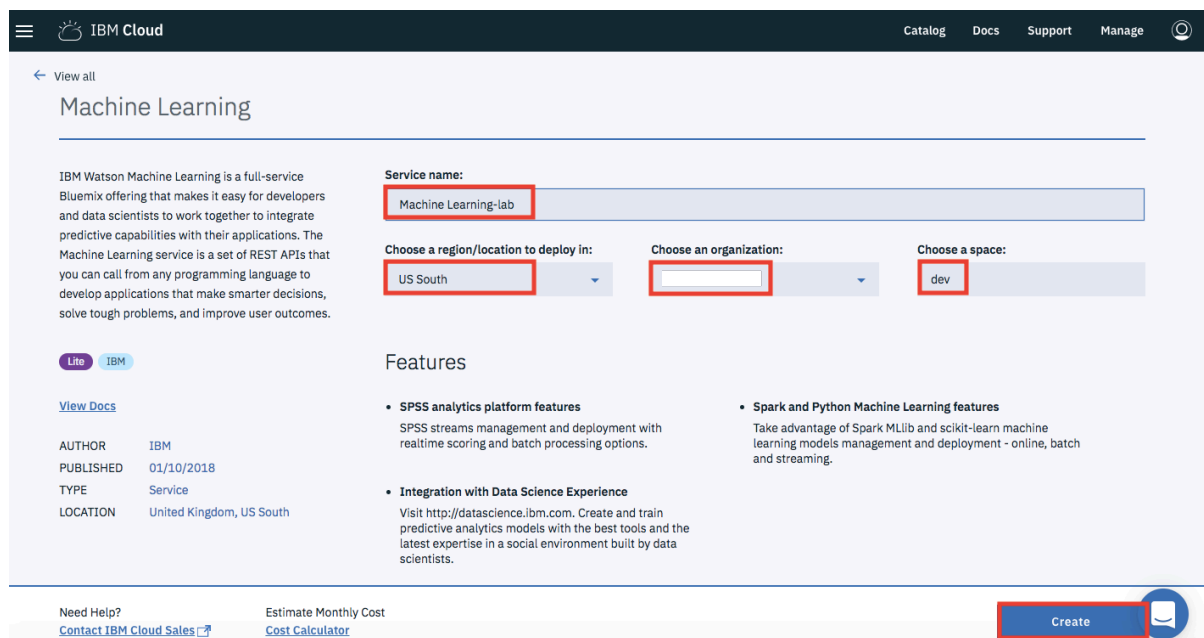 IBM Cloud
Catalog
Docs
Support
Manage
View all
Machine Learning
IBM Watson Machine Learning is a full-service
Bluemix offering that makes it easy for developers
and data scientists to work together to integrate
predictive capabilities with their applications. The
Machine Learning service is a set of REST APIs that
you can call from any programming language to
develop applications that make smarter decisions,
solve tough problems, and improve user outcomes.
Lite
IBM
View Docs
AUTHOR IBM
PUBLISHED 01/10/2018
TYPE Service
LOCATION United Kingdom, US South
Service name:
Machine Learning-lab
Choose a region/location to deploy in:
US South
Choose an organization:
Choose a space:
dev
Features
• SPSS analytics platform features
SPSS streams management and deployment with
realtime scoring and batch processing options.
• Integration with Data Science Experience
Visit http://datascience.ibm.com. Create and train
predictive analytics models with the best tools and the
latest expertise in a social environment built by data
scientists.
• Spark and Python Machine Learning features
Take advantage of Spark MLlib and scikit-learn machine
learning models management and deployment - online, batch
and streaming.
Need Help?
Contact IBM Cloud Sales
Estimate Monthly Cost
Cost Calculator
Create